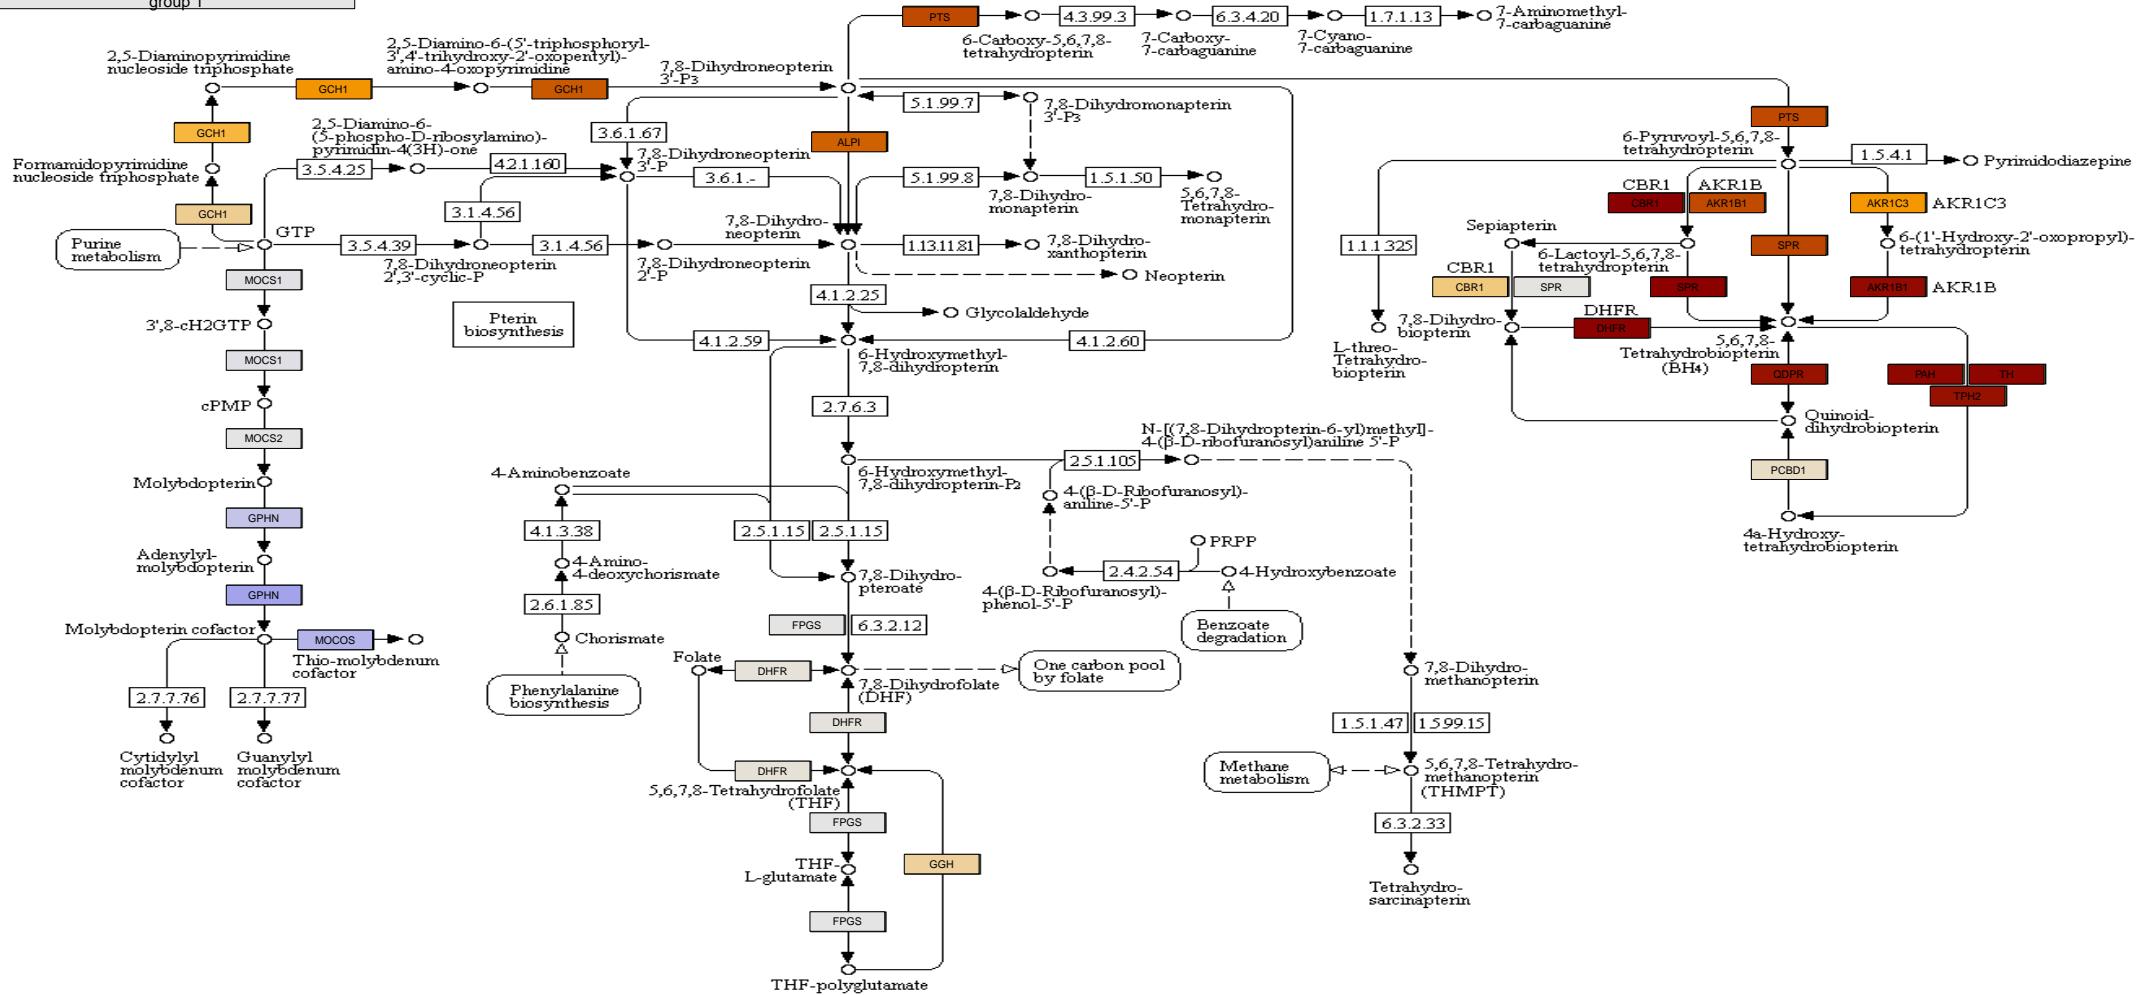 group 1
PTS
4.3.99.3
6.3.4.20
1.7.1.13
7-Aminomethyl-
7-carbaguanine
6-Carboxy-5,6,7,8-
tetrahydropterin
7-Carboxy-
7-carbaguanine
7-Cyano-
7-carbaguanine
2,5-Diaminopyrimidine
nucleoside triphosphate
2,5-Diamino-6-(5'-triphosphoryl-
3',4'-trihydroxy-2'-oxopentyl)-
amino-4-oxopyrimidine
7,8-Dihydroneopterin
3'-P3
GCH1
GCH1
5.1.99.7
7,8-Dihydromonapterin
3'-P3
PTS
GCH1
2,5-Diamino-6-
(5-phospho-D-ribosylamino)-
pyrimidin-4(3H)-one
3.6.1.67
ALPI
6-Pyruvoyl-5,6,7,8-
tetrahydropterin
1.5.4.1
Pyrimidodiazepine
Formamidopyrimidine
nucleoside triphosphate
3.5.4.25
4.2.1.160
7,8-Dihydroneopterin
3'-P
3.6.1.-
5.1.99.8
1.5.1.50
7,8-Dihydro-
monapterin
5,6,7,8-
Tetrahydro-
monapterin
CBR1
AKR1B
CBR1
AKR1B1
AKR1C3
AKR1C3
GCH1
3.1.4.56
7,8-Dihydro-
neopterin
GTP
Purine
metabolism
3.5.4.39
3.1.4.56
1.13.11.81
7,8-Dihydro-
xanthopterin
7,8-Dihydroneopterin
2',3'-cyclic-P
7,8-Dihydroneopterin
2'-P
Neopterin
1.1.1.325
Sepiapterin
6-Lactoyl-5,6,7,8-
tetrahydropterin
SPR
6-(1'-Hydroxy-2'-oxopropyl)-
tetrahydropterin
MOCS1
4.1.2.25
Glycolaldehyde
CBR1
CBR1
SPR
SPR
AKR1B1
AKR1B
3',8-cH2GTP
Pterin
biosynthesis
4.1.2.59
4.1.2.60
6-Hydroxymethyl-
7,8-dihydropterin
L-threo-
Tetrahydro-
biopterin
7,8-Dihydro-
biopterin
DHFR
DHFR
5,6,7,8-
Tetrahydrobiopterin
(BH4)
MOCS1
QDPR
PAH
TH
TPH2
cPMP
2.7.6.3
Quinoid-
dihydrobiopterin
MOCS2
N-[(7,8-Dihydropterin-6-yl)methyl]-
4-(β-D-ribofuranosyl)aniline 5'-P
2.5.1.105
PCBD1
Molybdopterin
4-Aminobenzoate
6-Hydroxymethyl-
7,8-dihydropterin-P2
4-(β-D-Ribofuranosyl)-
aniline-5'-P
GPHN
4.1.3.38
2.5.1.15
2.5.1.15
4a-Hydroxy-
tetrahydrobiopterin
Adenylyl-
molybdopterin
4-Amino-
4-deoxychorismate
7,8-Dihydro-
pteroate
PRPP
2.4.2.54
4-Hydroxybenzoate
4-(β-D-Ribofuranosyl)-
phenol-5'-P
GPHN
2.6.1.85
Molybdopterin cofactor
MOCOS
Thio-molybdenum
cofactor
Chorismate
FPGS
6.3.2.12
Benzoate
degradation
Folate
DHFR
One carbon pool
by folate
7,8-Dihydrofolate
(DHF)
7,8-Dihydro-
methanopterin
2.7.7.76
2.7.7.77
Phenylalanine
biosynthesis
DHFR
1.5.1.47
1.5.99.15
Cytidylyl
molybdenum
cofactor
Guanylyl
molybdenum
cofactor
DHFR
5,6,7,8-Tetrahydrofolate
(THF)
Methane
metabolism
5,6,7,8-Tetrahydro-
methanopterin
(THMPT)
FPGS
6.3.2.33
THF-
L-glutamate
GGH
Tetrahydro-
sarcinapterin
FPGS
THF-polyglutamate